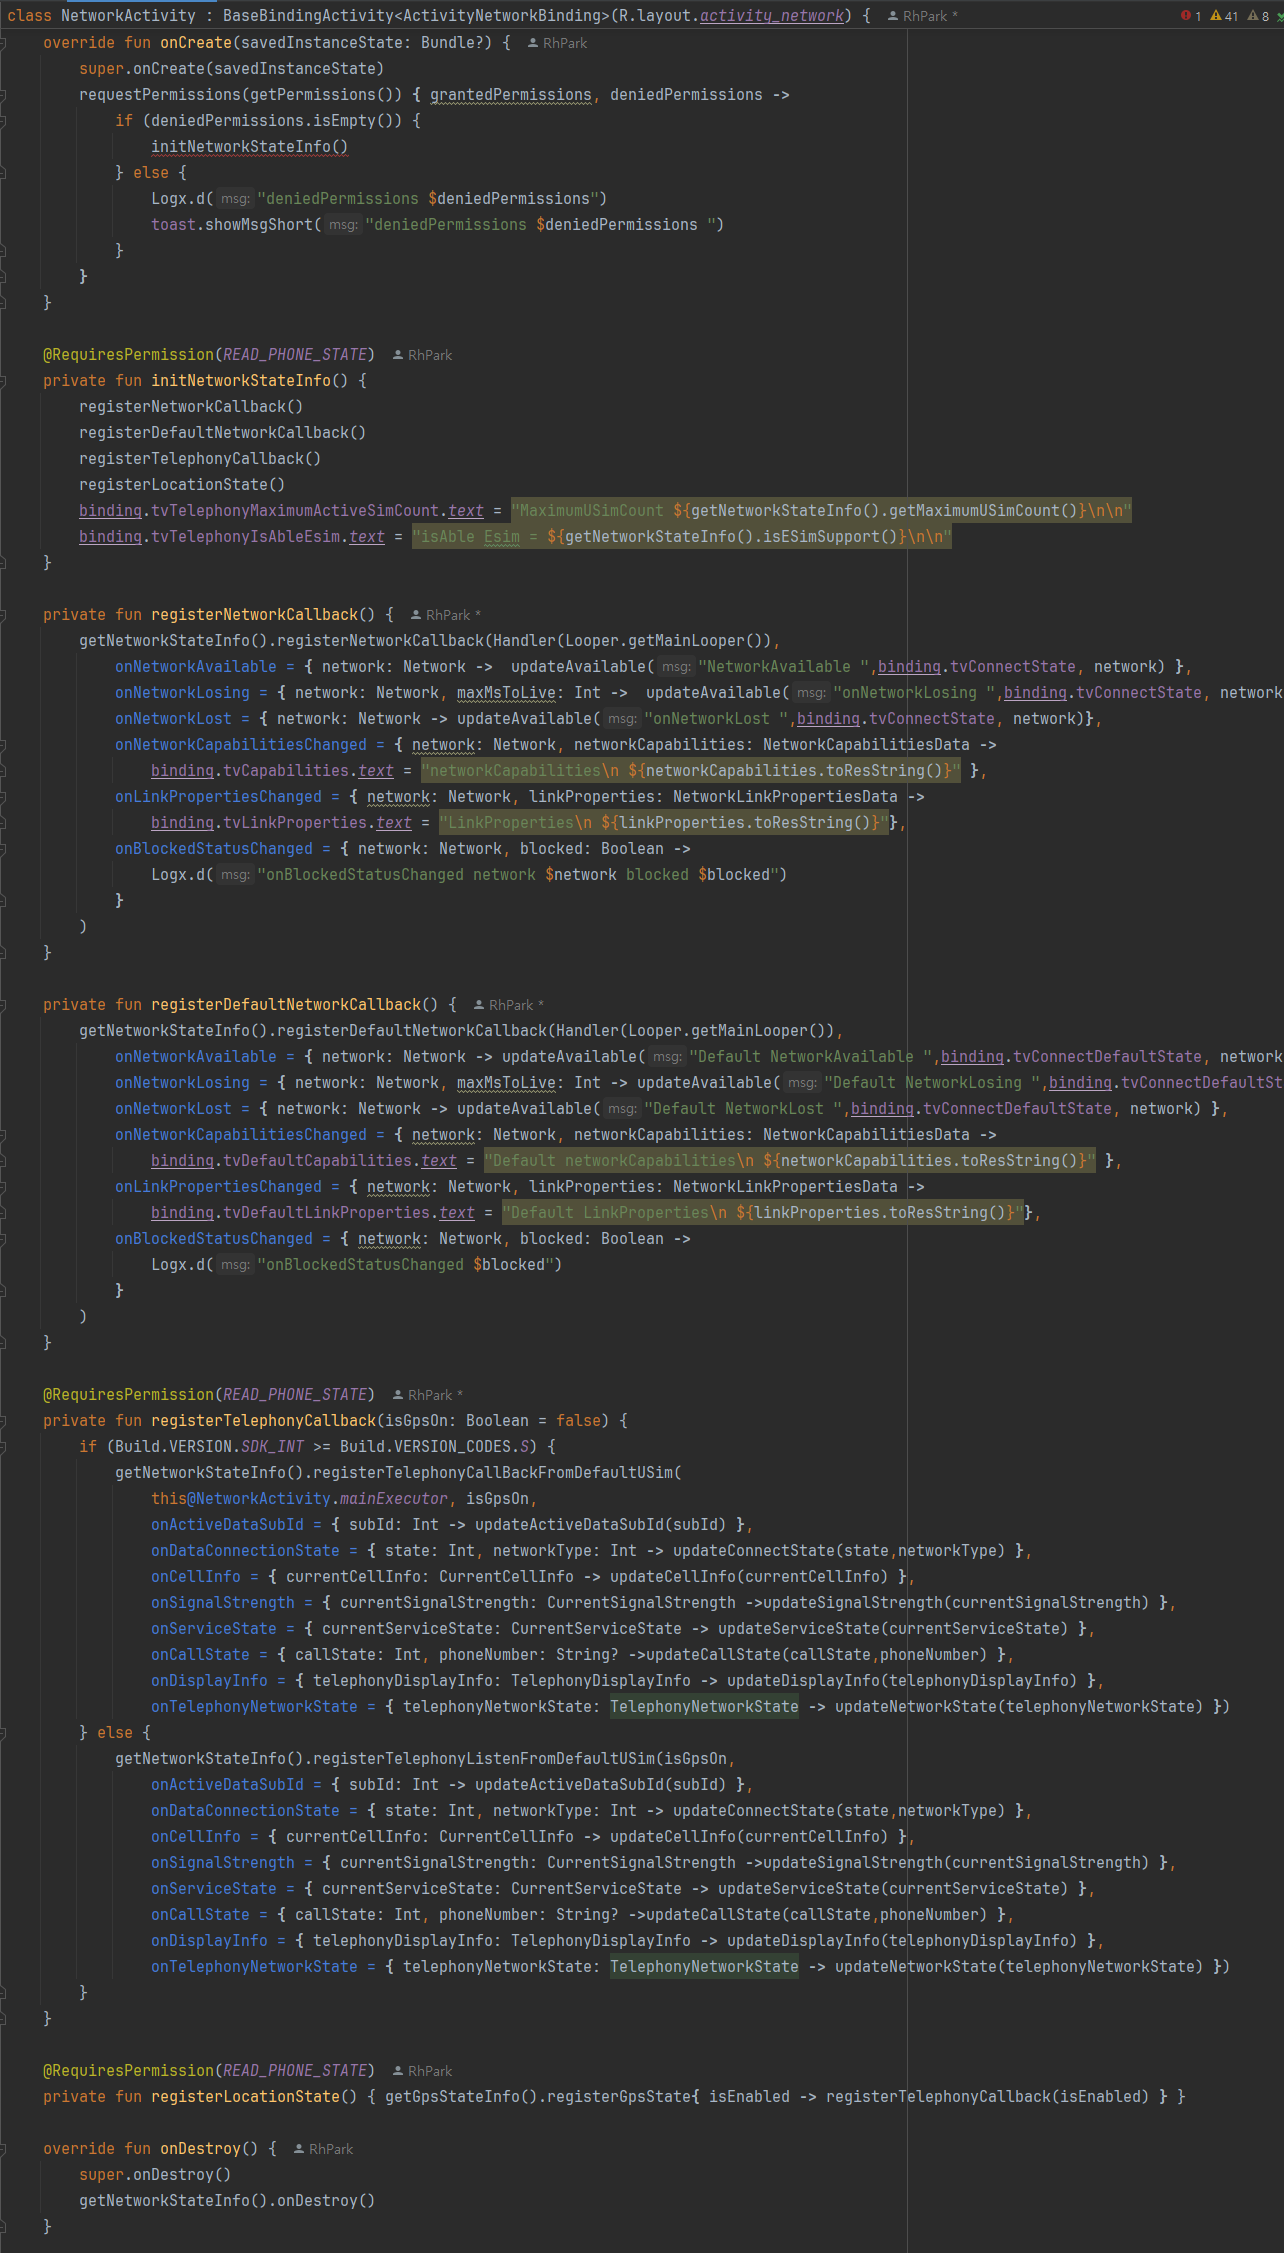 class NetworkActivity : BaseBindingActivity<ActivityNetworkBinding>(R.layout.activity_network) {  RhPark *  1  41  8
override fun onCreate(savedInstanceState: Bundle?) {  RhPark
super.onCreate(savedInstanceState)
requestPermissions(getPermissions()) { grantedPermissions, deniedPermissions ->
if (deniedPermissions.isEmpty()) {
initNetworkStateInfo()
} else {
Logx.d( msg: "deniedPermissions $deniedPermissions")
toast.showMsgShort( msg: "deniedPermissions $deniedPermissions ")
}
}
}
@RequiresPermission(READ_PHONE_STATE)  RhPark
private fun initNetworkStateInfo() {
registerNetworkCallback()
registerDefaultNetworkCallback()
registerTelephonyCallback()
registerLocationState()
binding.tvTelephonyMaximumActiveSimCount.text = "MaximumUSimCount ${getNetworkStateInfo().getMaximumUSimCount()}\n\n"
binding.tvTelephonyIsAbleEsim.text = "isAble Esim = ${getNetworkStateInfo().isESimSupport()}\n\n"
}
private fun registerNetworkCallback() {  RhPark *
getNetworkStateInfo().registerNetworkCallback(Handler(Looper.getMainLooper()),
onNetworkAvailable = { network: Network ->  updateAvailable( msg: "NetworkAvailable ",binding.tvConnectState, network) },
onNetworkLosing = { network: Network, maxMsToLive: Int ->  updateAvailable( msg: "onNetworkLosing ",binding.tvConnectState, network
onNetworkLost = { network: Network -> updateAvailable( msg: "onNetworkLost ",binding.tvConnectState, network)},
onNetworkCapabilitiesChanged = { network: Network, networkCapabilities: NetworkCapabilitiesData ->
binding.tvCapabilities.text = "networkCapabilities\n ${networkCapabilities.toResString()}" },
onLinkPropertiesChanged = { network: Network, linkProperties: NetworkLinkPropertiesData ->
binding.tvLinkProperties.text = "LinkProperties\n ${linkProperties.toResString()}"},
onBlockedStatusChanged = { network: Network, blocked: Boolean ->
Logx.d( msg: "onBlockedStatusChanged network $network blocked $blocked")
}
)
}
private fun registerDefaultNetworkCallback() {  RhPark *
getNetworkStateInfo().registerDefaultNetworkCallback(Handler(Looper.getMainLooper()),
onNetworkAvailable = { network: Network -> updateAvailable( msg: "Default NetworkAvailable ",binding.tvConnectDefaultState, network
onNetworkLosing = { network: Network, maxMsToLive: Int -> updateAvailable( msg: "Default NetworkLosing ",binding.tvConnectDefaultSt
onNetworkLost = { network: Network -> updateAvailable( msg: "Default NetworkLost ",binding.tvConnectDefaultState, network) },
onNetworkCapabilitiesChanged = { network: Network, networkCapabilities: NetworkCapabilitiesData ->
binding.tvDefaultCapabilities.text = "Default networkCapabilities\n ${networkCapabilities.toResString()}" },
onLinkPropertiesChanged = { network: Network, linkProperties: NetworkLinkPropertiesData ->
binding.tvDefaultLinkProperties.text = "Default LinkProperties\n ${linkProperties.toResString()}"},
onBlockedStatusChanged = { network: Network, blocked: Boolean ->
Logx.d( msg: "onBlockedStatusChanged $blocked")
}
)
}
@RequiresPermission(READ_PHONE_STATE)  RhPark *
private fun registerTelephonyCallback(isGpsOn: Boolean = false) {
if (Build.VERSION.SDK_INT >= Build.VERSION_CODES.S) {
getNetworkStateInfo().registerTelephonyCallBackFromDefaultUSim(
this@NetworkActivity.mainExecutor, isGpsOn,
onActiveDataSubId = { subId: Int -> updateActiveDataSubId(subId) },
onDataConnectionState = { state: Int, networkType: Int -> updateConnectState(state,networkType) },
onCellInfo = { currentCellInfo: CurrentCellInfo -> updateCellInfo(currentCellInfo) },
onSignalStrength = { currentSignalStrength: CurrentSignalStrength ->updateSignalStrength(currentSignalStrength) },
onServiceState = { currentServiceState: CurrentServiceState -> updateServiceState(currentServiceState) },
onCallState = { callState: Int, phoneNumber: String? ->updateCallState(callState,phoneNumber) },
onDisplayInfo = { telephonyDisplayInfo: TelephonyDisplayInfo -> updateDisplayInfo(telephonyDisplayInfo) },
onTelephonyNetworkState = { telephonyNetworkState: TelephonyNetworkState -> updateNetworkState(telephonyNetworkState) })
} else {
getNetworkStateInfo().registerTelephonyListenFromDefaultUSim(isGpsOn,
onActiveDataSubId = { subId: Int -> updateActiveDataSubId(subId) },
onDataConnectionState = { state: Int, networkType: Int -> updateConnectState(state,networkType) },
onCellInfo = { currentCellInfo: CurrentCellInfo -> updateCellInfo(currentCellInfo) },
onSignalStrength = { currentSignalStrength: CurrentSignalStrength ->updateSignalStrength(currentSignalStrength) },
onServiceState = { currentServiceState: CurrentServiceState -> updateServiceState(currentServiceState) },
onCallState = { callState: Int, phoneNumber: String? ->updateCallState(callState,phoneNumber) },
onDisplayInfo = { telephonyDisplayInfo: TelephonyDisplayInfo -> updateDisplayInfo(telephonyDisplayInfo) },
onTelephonyNetworkState = { telephonyNetworkState: TelephonyNetworkState -> updateNetworkState(telephonyNetworkState) })
}
}
@RequiresPermission(READ_PHONE_STATE)  RhPark
private fun registerLocationState() { getGpsStateInfo().registerGpsState{ isEnabled -> registerTelephonyCallback(isEnabled) } }
override fun onDestroy() {  RhPark
super.onDestroy()
getNetworkStateInfo().onDestroy()
}